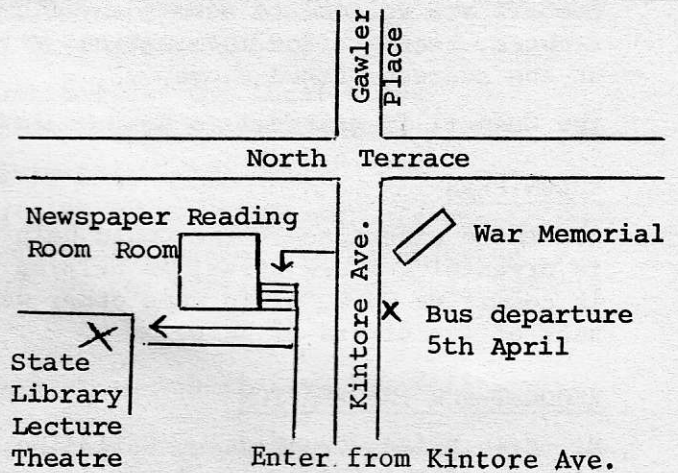 Gawler
Place
North Terrace
Newspaper Reading
Room Room
Kintore Ave.
War Memorial
X Bus departure
5th April
X
State
Library
Lecture
Theatre
Enter from Kintore Ave.